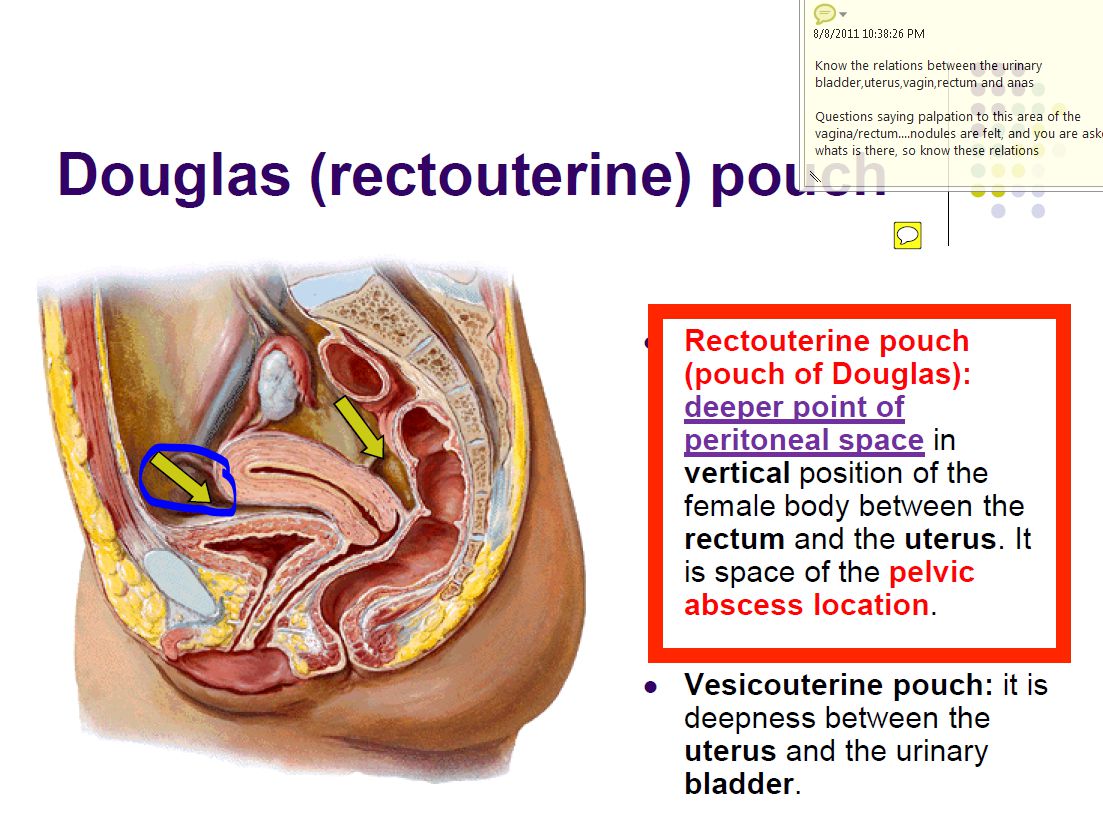 8/8/2011 10:38:26 PM
Know the relations between the urinary
bladder,uterus,vagin,rectum and anas
Questions saying palpation to this area of the
vagina/rectum....nodules are felt, and you are aske
whats is there, so know these relations
Douglas (rectouterine) pouch
Rectouterine pouch
(pouch of Douglas):
deeper point of
peritoneal space in
vertical position of the
female body between the
rectum and the uterus. It
is space of the pelvic
abscess location.
Vesicouterine pouch: it is
deepness between the
uterus and the urinary
bladder.